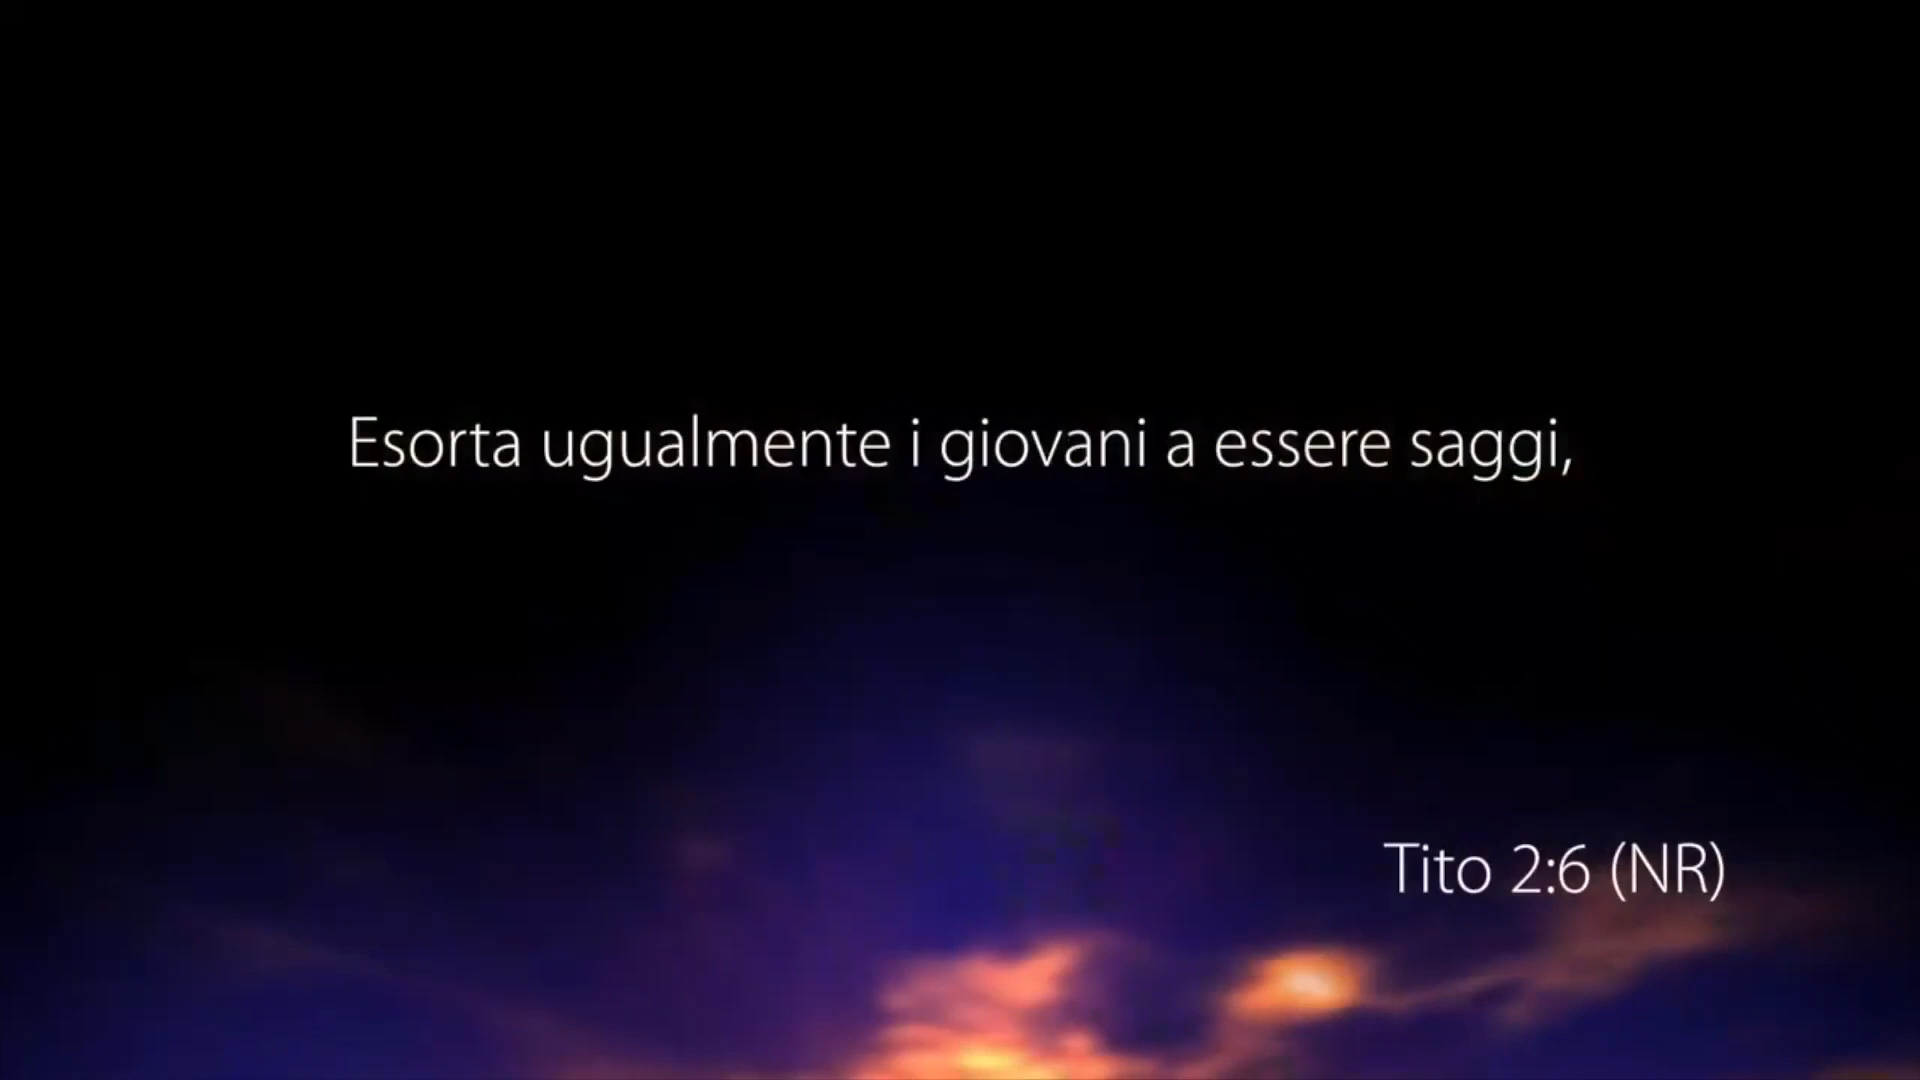 Esorta ugualmente i giovani a essere saggi,
Tito 2:6 (NR)